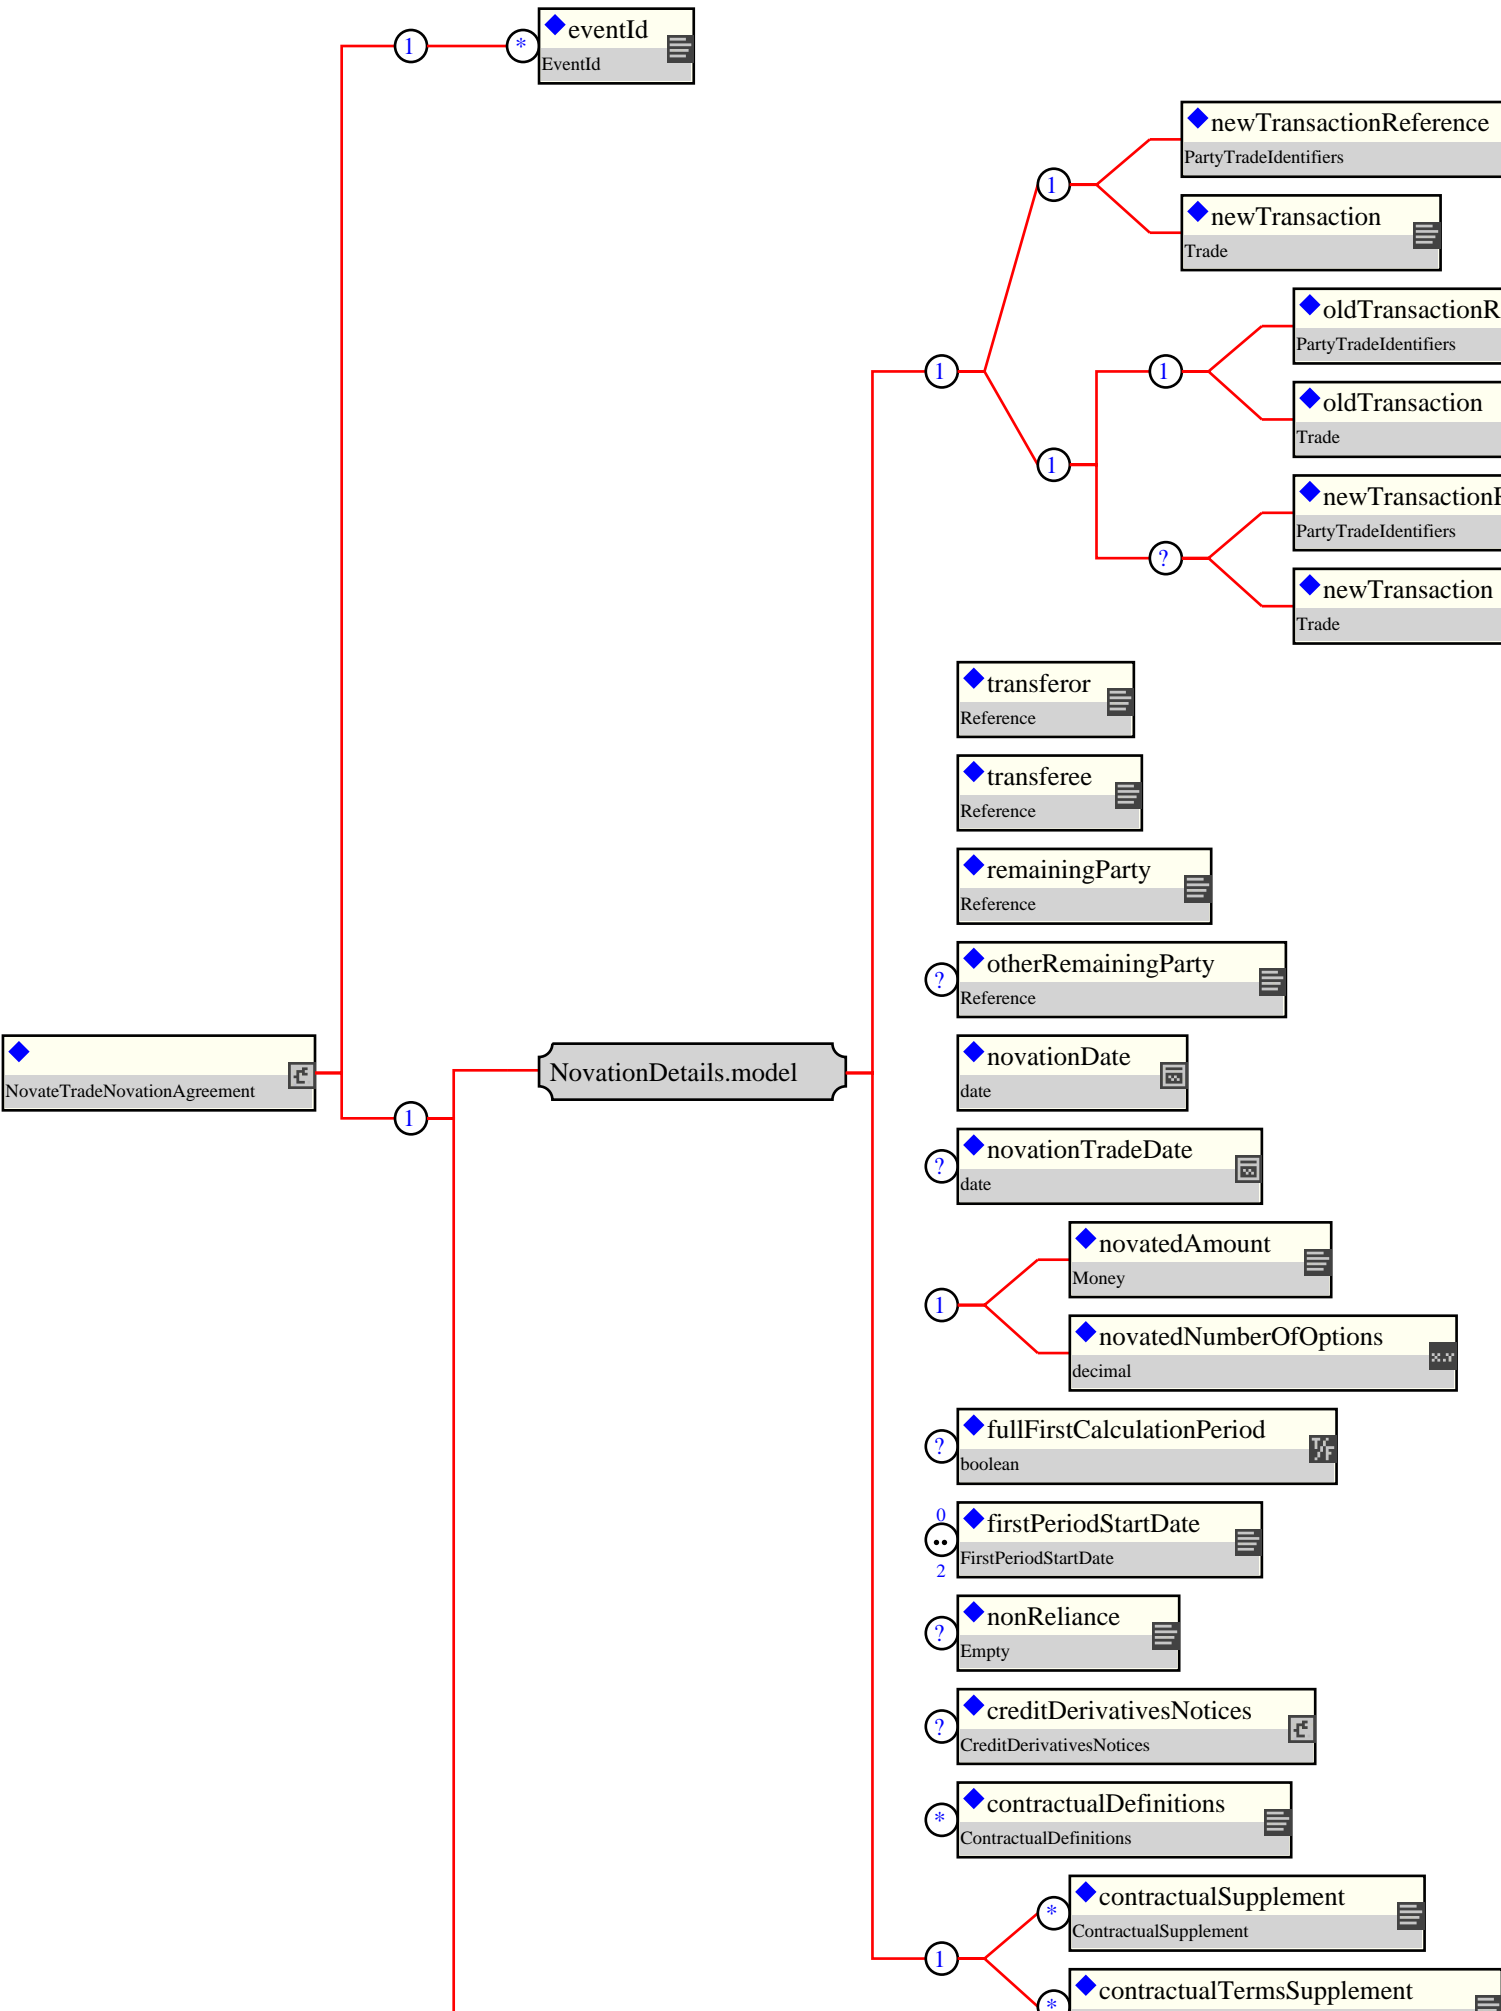 1
*
eventId
EventId
newTransactionReference
PartyTradeIdentifiers
1
newTransaction
Trade
oldTransactionR
PartyTradeIdentifiers
1
1
oldTransaction
Trade
1
newTransaction
PartyTradeIdentifiers
?
newTransaction
Trade
transferor
Reference
transferee
Reference
remainingParty
Reference
?
otherRemainingParty
Reference
NovateTradeNovationAgreement
1
NovationDetails.model
novationDate
date
?
novationTradeDate
date
novatedAmount
Money
1
novatedNumberOfOptions
decimal
?
fullFirstCalculationPeriod
boolean
T/F
0
..
2
firstPeriodStartDate
FirstPeriodStartDate
?
nonReliance
Empty
?
creditDerivativesNotices
CreditDerivativesNotices
*
contractualDefinitions
ContractualDefinitions
*
contractualSupplement
ContractualSupplement
1
*
contractualTermsSupplement